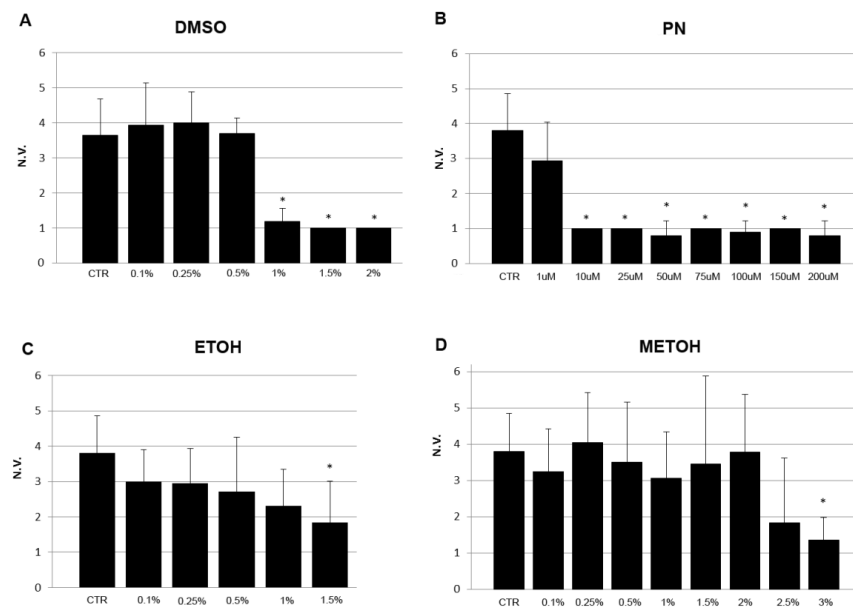 A
DMSO
N.V.
6
5
4
3
2
1
0
* * *
CTR 0.1% 0.25% 0.5% 1% 1.5% 2%
B
PN
N.V.
6
5
4
3
2
1
0
* * * * * * *
CTR 1uM 10uM 25uM 50uM 75uM 100uM 150uM 200uM
C
ETOH
N.V.
6
5
4
3
2
1
0
*
CTR 0.1% 0.25% 0.5% 1% 1.5%
D
METOH
N.V.
6
5
4
3
2
1
0
*
CTR 0.1% 0.25% 0.5% 1% 1.5% 2% 2.5% 3%